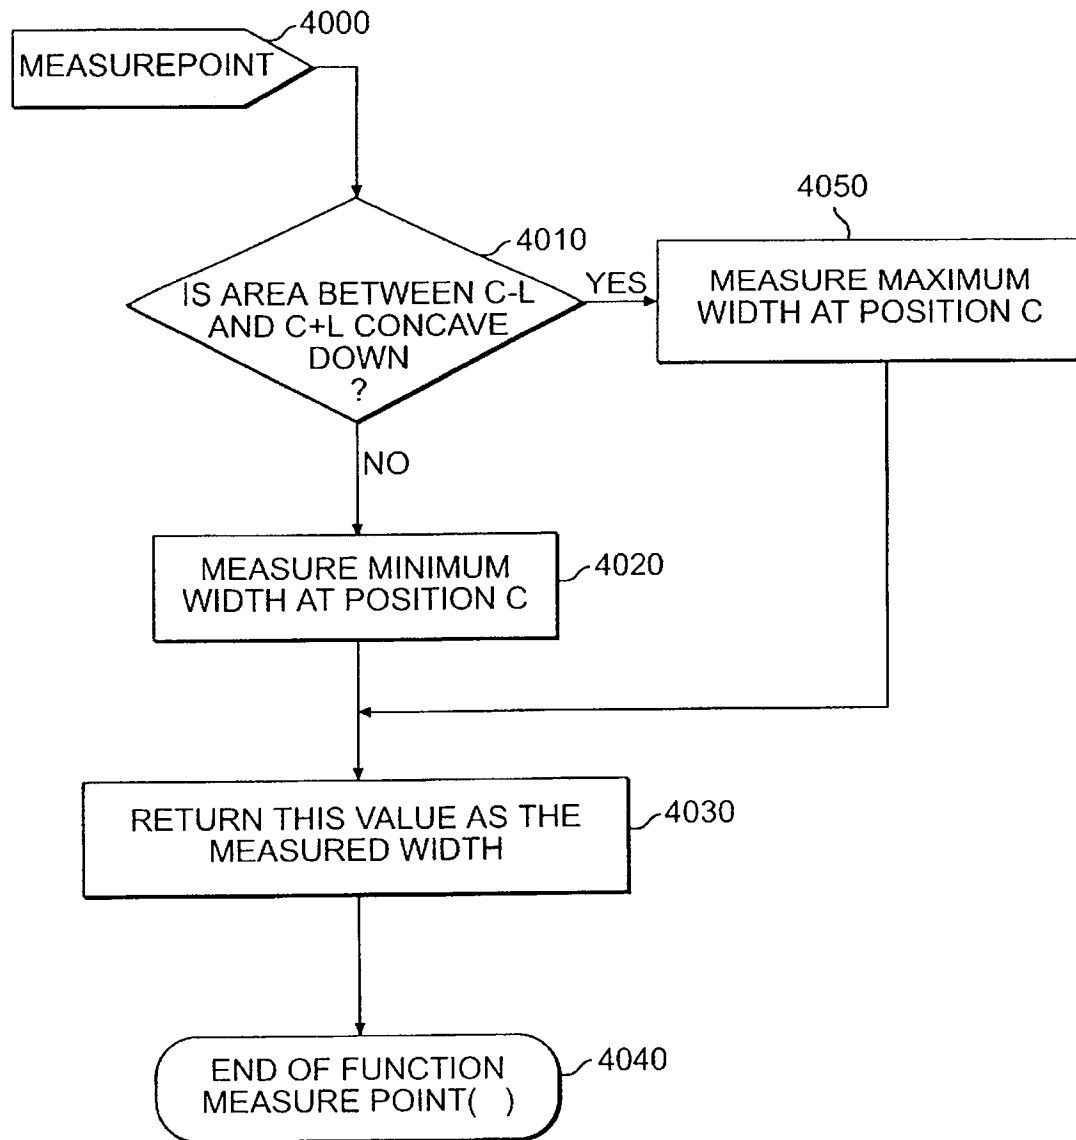 4000
MEASUREPOINT
4050
4010
IS AREA BETWEEN C-L
AND C+L CONCAVE
DOWN
?
YES
MEASURE MAXIMUM
WIDTH AT POSITION C
NO
MEASURE MINIMUM
WIDTH AT POSITION C
4020
RETURN THIS VALUE AS THE
MEASURED WIDTH
4030
END OF FUNCTION
MEASURE POINT( )
4040